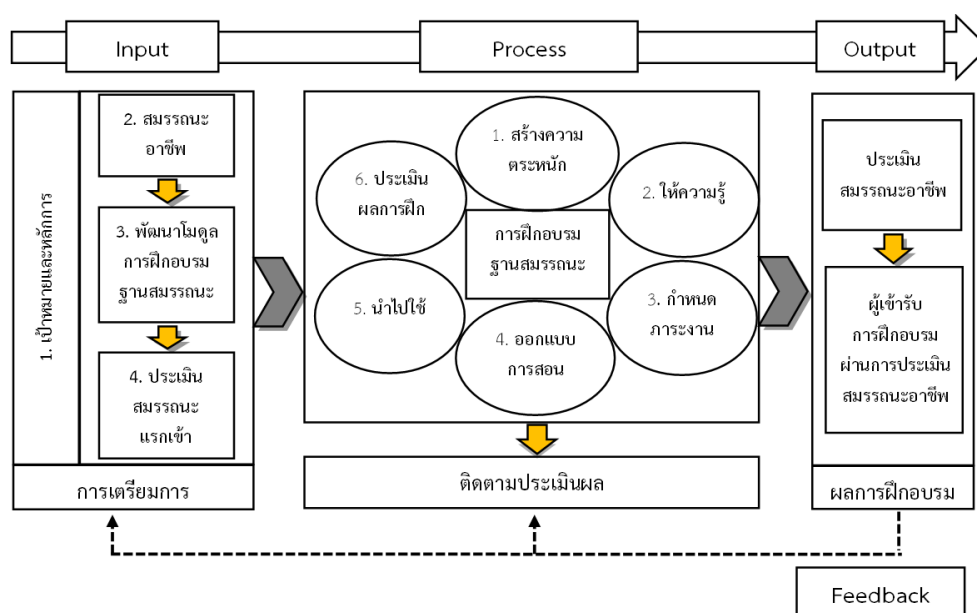 Input
Process
Output
1. เป้าหมายและหลักการ
2. สมรรถนะ
อาชีพ
3. พัฒนาโมดูล
การฝึกอบรม
ฐานสมรรถนะ
4. ประเมิน
สมรรถนะ
แรกเข้า
การเตรียมการ
1. สร้างความ
ตระหนัก
2. ให้ความรู้
3. กำหนด
ภาระงาน
4. ออกแบบ
การสอน
5. นำไปใช้
6. ประเมิน
ผลการฝึก
การฝึกอบรม
ฐานสมรรถนะ
ติดตามประเมินผล
ประเมิน
สมรรถนะอาชีพ
ผู้เข้ารับ
การฝึกอบรม
ผ่านการประเมิน
สมรรถนะอาชีพ
ผลการฝึกอบรม
Feedback